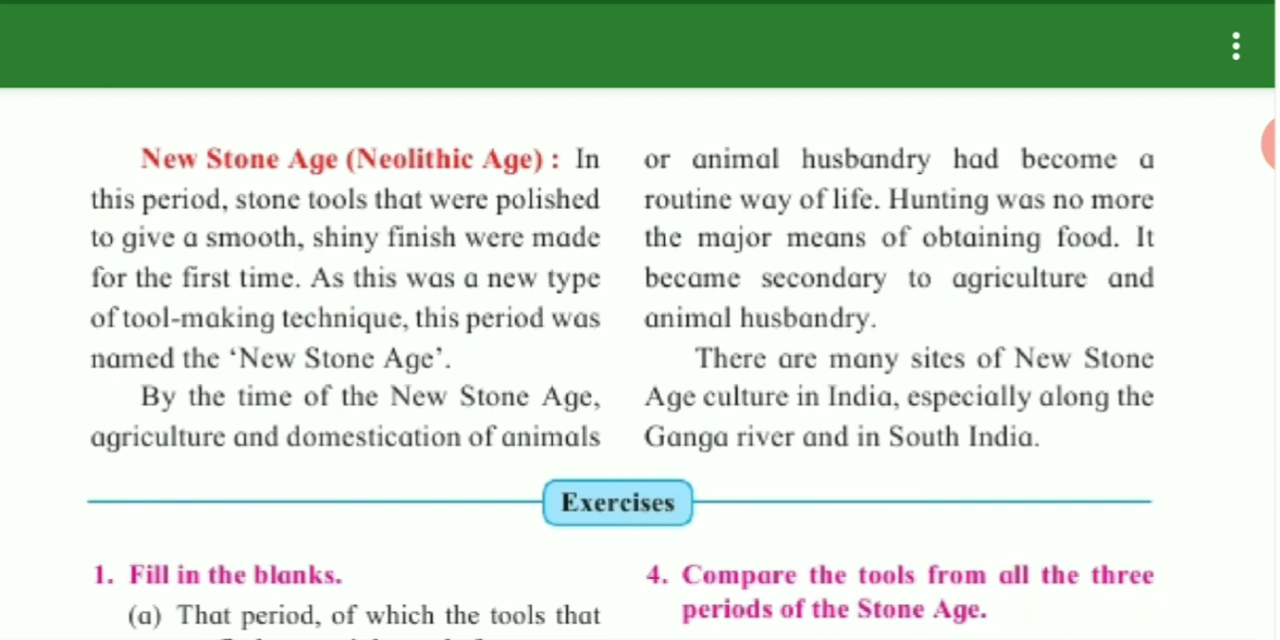 New Stone Age (Neolithic Age) : In
this period, stone tools that were polished
to give a smooth, shiny finish were made
for the first time. As this was a new type
of tool-making technique, this period was
named the ‘New Stone Age’.
By the time of the New Stone Age,
agriculture and domestication of animals
or animal husbandry had become a
routine way of life. Hunting was no more
the major means of obtaining food. It
became secondary to agriculture and
animal husbandry.
There are many sites of New Stone
Age culture in India, especially along the
Ganga river and in South India.
Exercises
1. Fill in the blanks.
(a) That period, of which the tools that
4. Compare the tools from all the three
periods of the Stone Age.